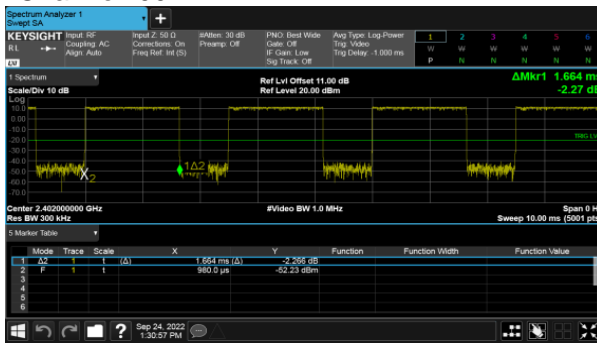 Spectrum Analyzer 1
Swept SA
+
KEYSIGHT Input: RF Input Z: 50 Ω #Atten: 30 dB PNO: Best Wide Avg Type: Log-Power 1 2 3 4 5 6
RL Coupling: AC Corrections: On Preamp: Off Gate: Off Trig: Video W W W W W W
Align: Auto Freq Ref: Int (S) IF Gain: Low Trig Delay: -1.000 ms P N N N N N
LXI Sig Track: Off
1 Spectrum ΔMkr1 1.664 ms
Ref Lvl Offset 11.00 dB -2.27 dB
Scale/Div 10 dB Ref Level 20.00 dBm
Log
10.0
0.00
-10.0
-20.0 TRIG LVL
-30.0
-40.0
-50.0 X2 1Δ2
-60.0
-70.0
Center 2.402000000 GHz #Video BW 1.0 MHz Span 0 H
Res BW 300 kHz Sweep 10.00 ms (5001 pts
5 Marker Table
Mode Trace Scale X Y Function Function Width Function Value
1 Δ2 1 t (Δ) 1.664 ms (Δ) -2.266 dB
2 F 1 t 980.0 µs -52.23 dBm
3
4
5
6
? Sep 24, 2022
1:30:57 PM